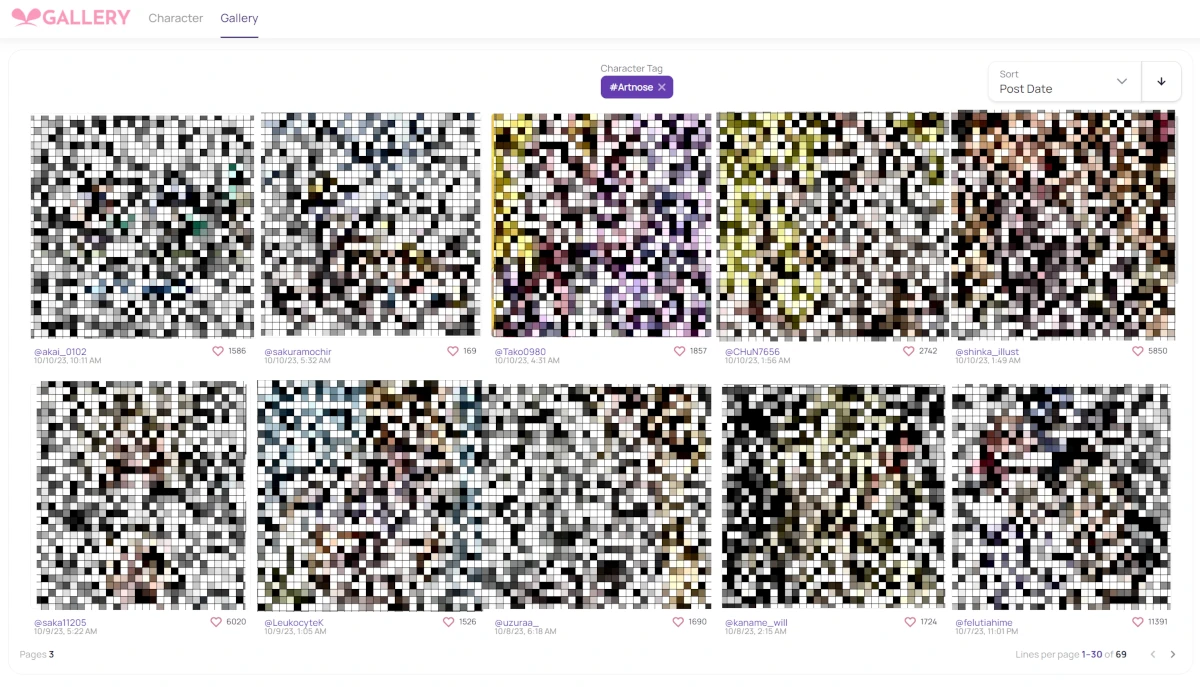 GALLERY Character Gallery
Character Tag
#Artnose
Sort
Post Date
@akai_0102 1586
10/10/23, 10:11 AM
@sakuramochir 169
10/10/23, 5:32 AM
@Tako0980 1857
10/10/23, 4:31 AM
@CHuN7656 2742
10/10/23, 1:56 AM
@shinka_illust 5850
10/10/23, 1:49 AM
@saka11205 6020
10/9/23, 5:22 AM
@LeukocyteK 1526
10/9/23, 1:05 AM
@uzuraa_ 1690
10/8/23, 6:18 AM
@kaname_will 1724
10/8/23, 2:15 AM
@felutiahime 11391
10/7/23, 11:01 PM
Pages 3
Lines per page 1–30 of 69